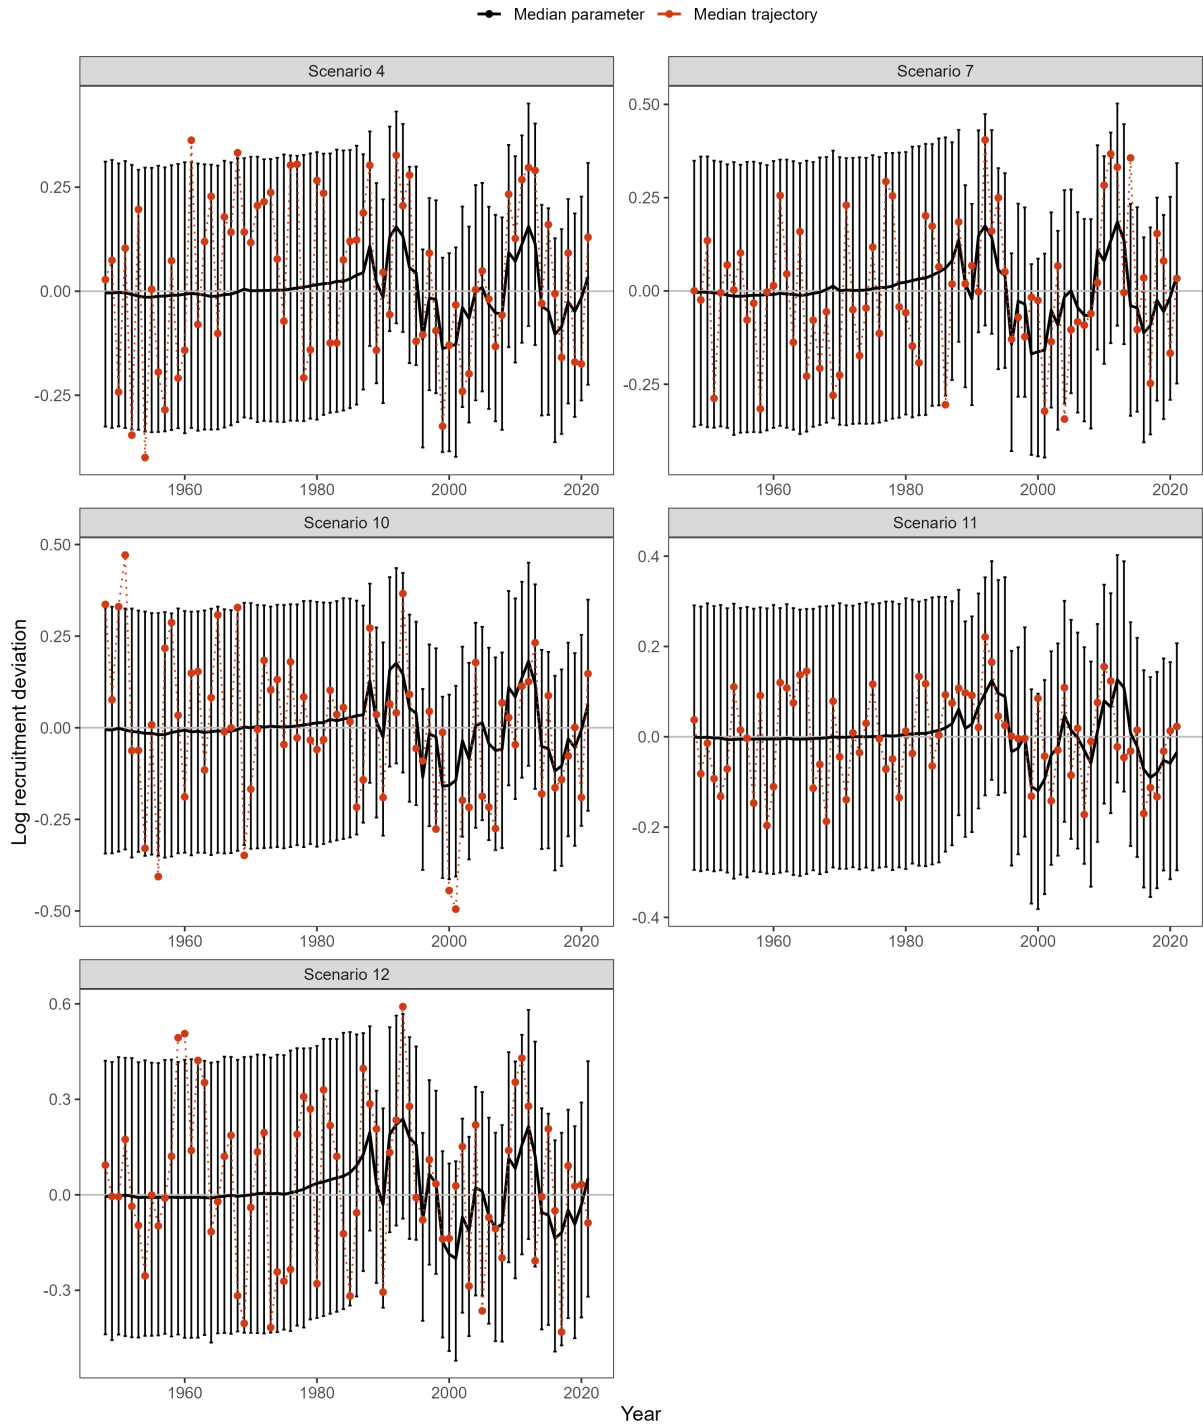 Median parameter Median trajectory
Scenario 4
0.25
0.00
-0.25
1960 1980 2000 2020
Scenario 7
0.50
0.25
0.00
-0.25
1960 1980 2000 2020
Scenario 10
0.50
0.25
0.00
-0.25
-0.50
1960 1980 2000 2020
Scenario 11
0.4
0.2
0.0
-0.2
-0.4
1960 1980 2000 2020
Scenario 12
0.6
0.3
0.0
-0.3
1960 1980 2000 2020
Log recruitment deviation
Year